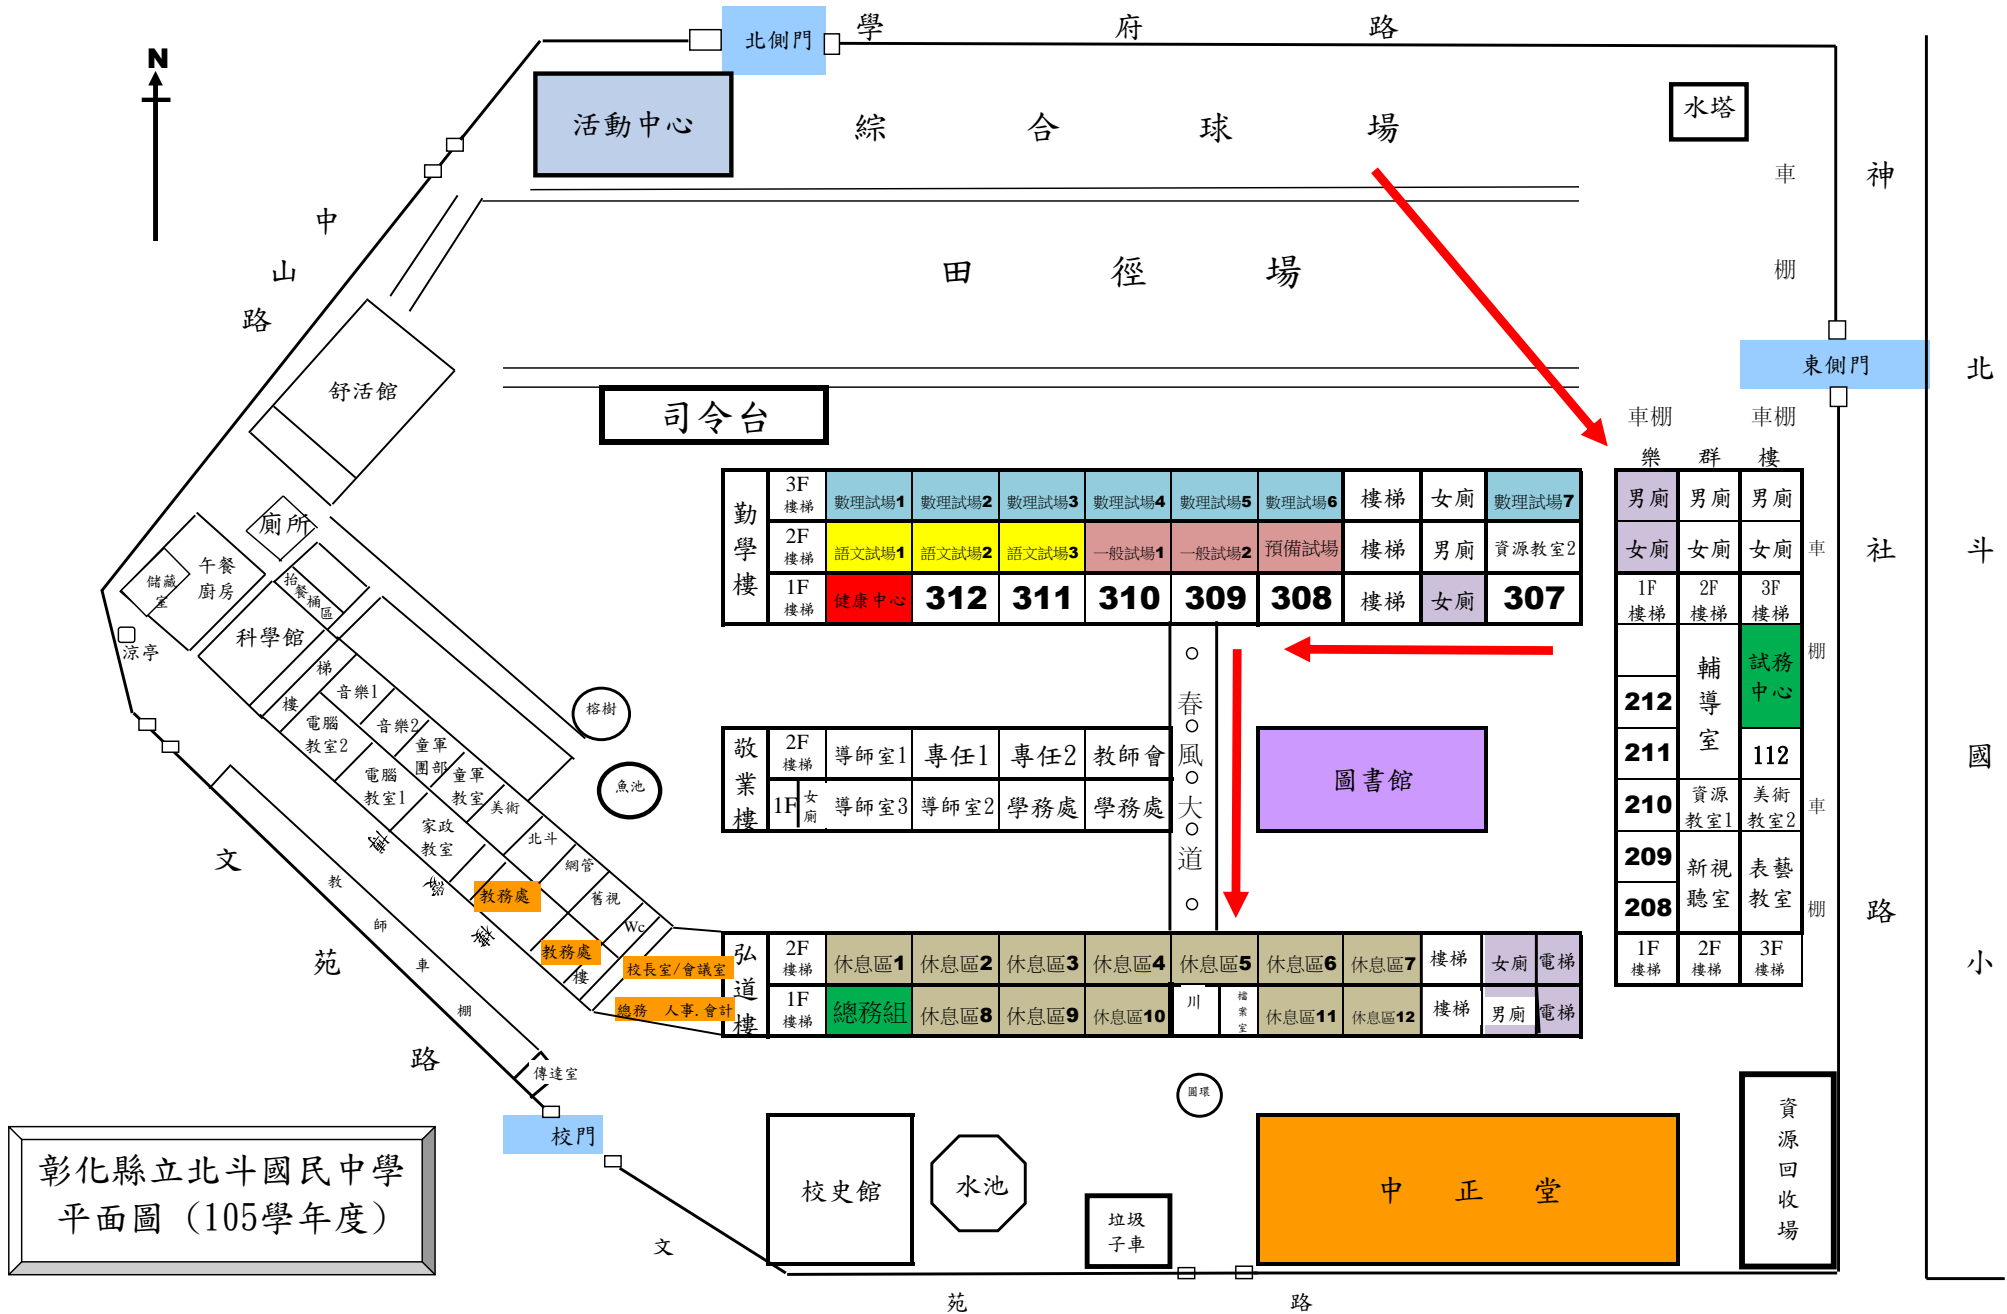 學 府 路
北側門
N
活動中心
綜 合 球 場
水塔
車棚
神社路
中山路
田 徑 場
東側門
北斗國小
舒活館
司令台
車棚 車棚
樂 群 樓
勤學樓
3F 樓梯 數理試場1 數理試場2 數理試場3 數理試場4 數理試場5 數理試場6 樓梯 女廁 數理試場7
2F 樓梯 語文試場1 語文試場2 語文試場3 一般試場1 一般試場2 預備試場 樓梯 男廁 資源教室2
1F 樓梯 健康中心 312 311 310 309 308 樓梯 女廁 307
男廁 男廁 男廁
女廁 女廁 女廁
1F 樓梯 2F 樓梯 3F 樓梯
輔導室
試務中心
212
211
112
210
資源教室1
美術教室2
209
208
新視聽室
表藝教室
1F 樓梯 2F 樓梯 3F 樓梯
車棚
車棚
廁所
午餐廚房
儲藏室
抬餐桶區
科學館
涼亭
樓梯
音樂1
音樂2
電腦教室2
電腦教室1
童軍團部
童軍教室
美術
家政教室
北斗
網管
舊視
Wc
教務處
教務處
樓
博愛樓
校長室/會議室
總務 人事.會計
榕樹
魚池
春風大道
敬業樓
2F 樓梯 導師室1 專任1 專任2 教師會
1F 女廁 導師室3 導師室2 學務處 學務處
圖書館
弘道樓
2F 樓梯 休息區1 休息區2 休息區3 休息區4 休息區5 休息區6 休息區7 樓梯 女廁 電梯
1F 樓梯 總務組 休息區8 休息區9 休息區10 川 檔案室 休息區11 休息區12 樓梯 男廁 電梯
文苑路
教師車棚
傳達室
校門
圓環
校史館
水池
垃圾子車
中 正 堂
資源回收場
彰化縣立北斗國民中學
平面圖（105學年度）
文 苑 路